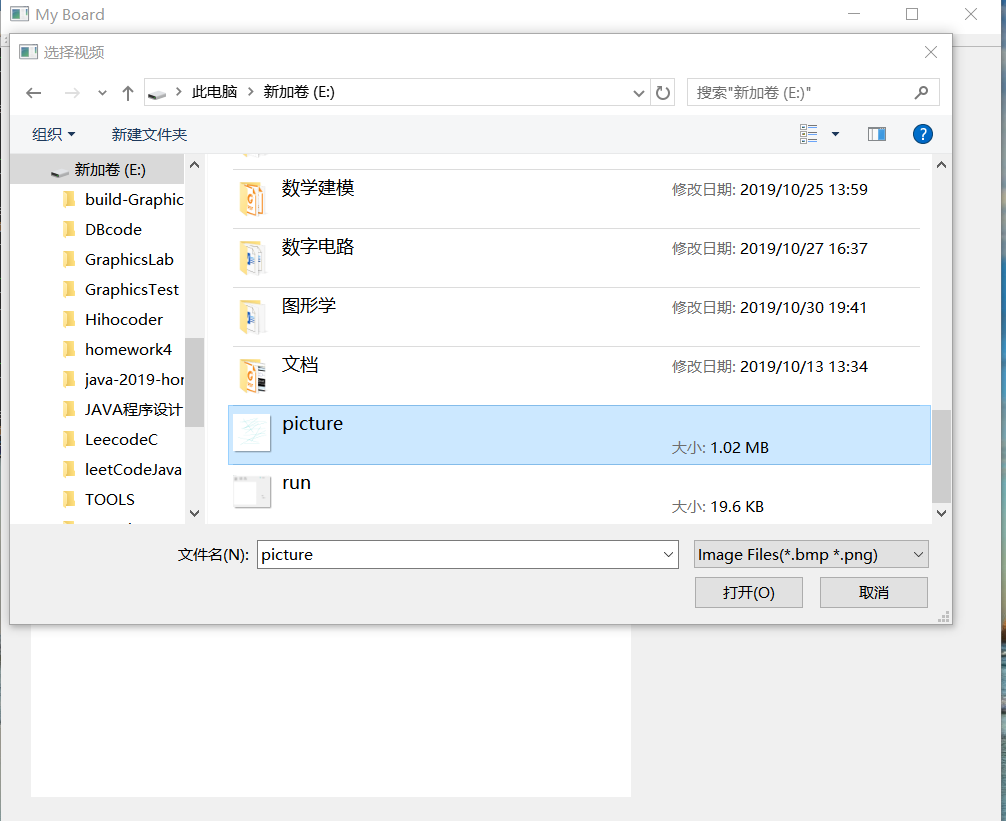 My Board
选择视频
此电脑 新加卷 (E:)
搜索"新加卷 (E:)"
组织 新建文件夹
新加卷 (E:)
build-Graphic
DBcode
GraphicsLab
GraphicsTest
Hihocoder
homework4
java-2019-hor
JAVA程序设计
LeecodeC
leetCodeJava
TOOLS
数学建模 修改日期: 2019/10/25 13:59
数字电路 修改日期: 2019/10/27 16:37
图形学 修改日期: 2019/10/30 19:41
文档 修改日期: 2019/10/13 13:34
picture
大小: 1.02 MB
run
大小: 19.6 KB
文件名(N): picture Image Files(*.bmp *.png)
打开(O) 取消